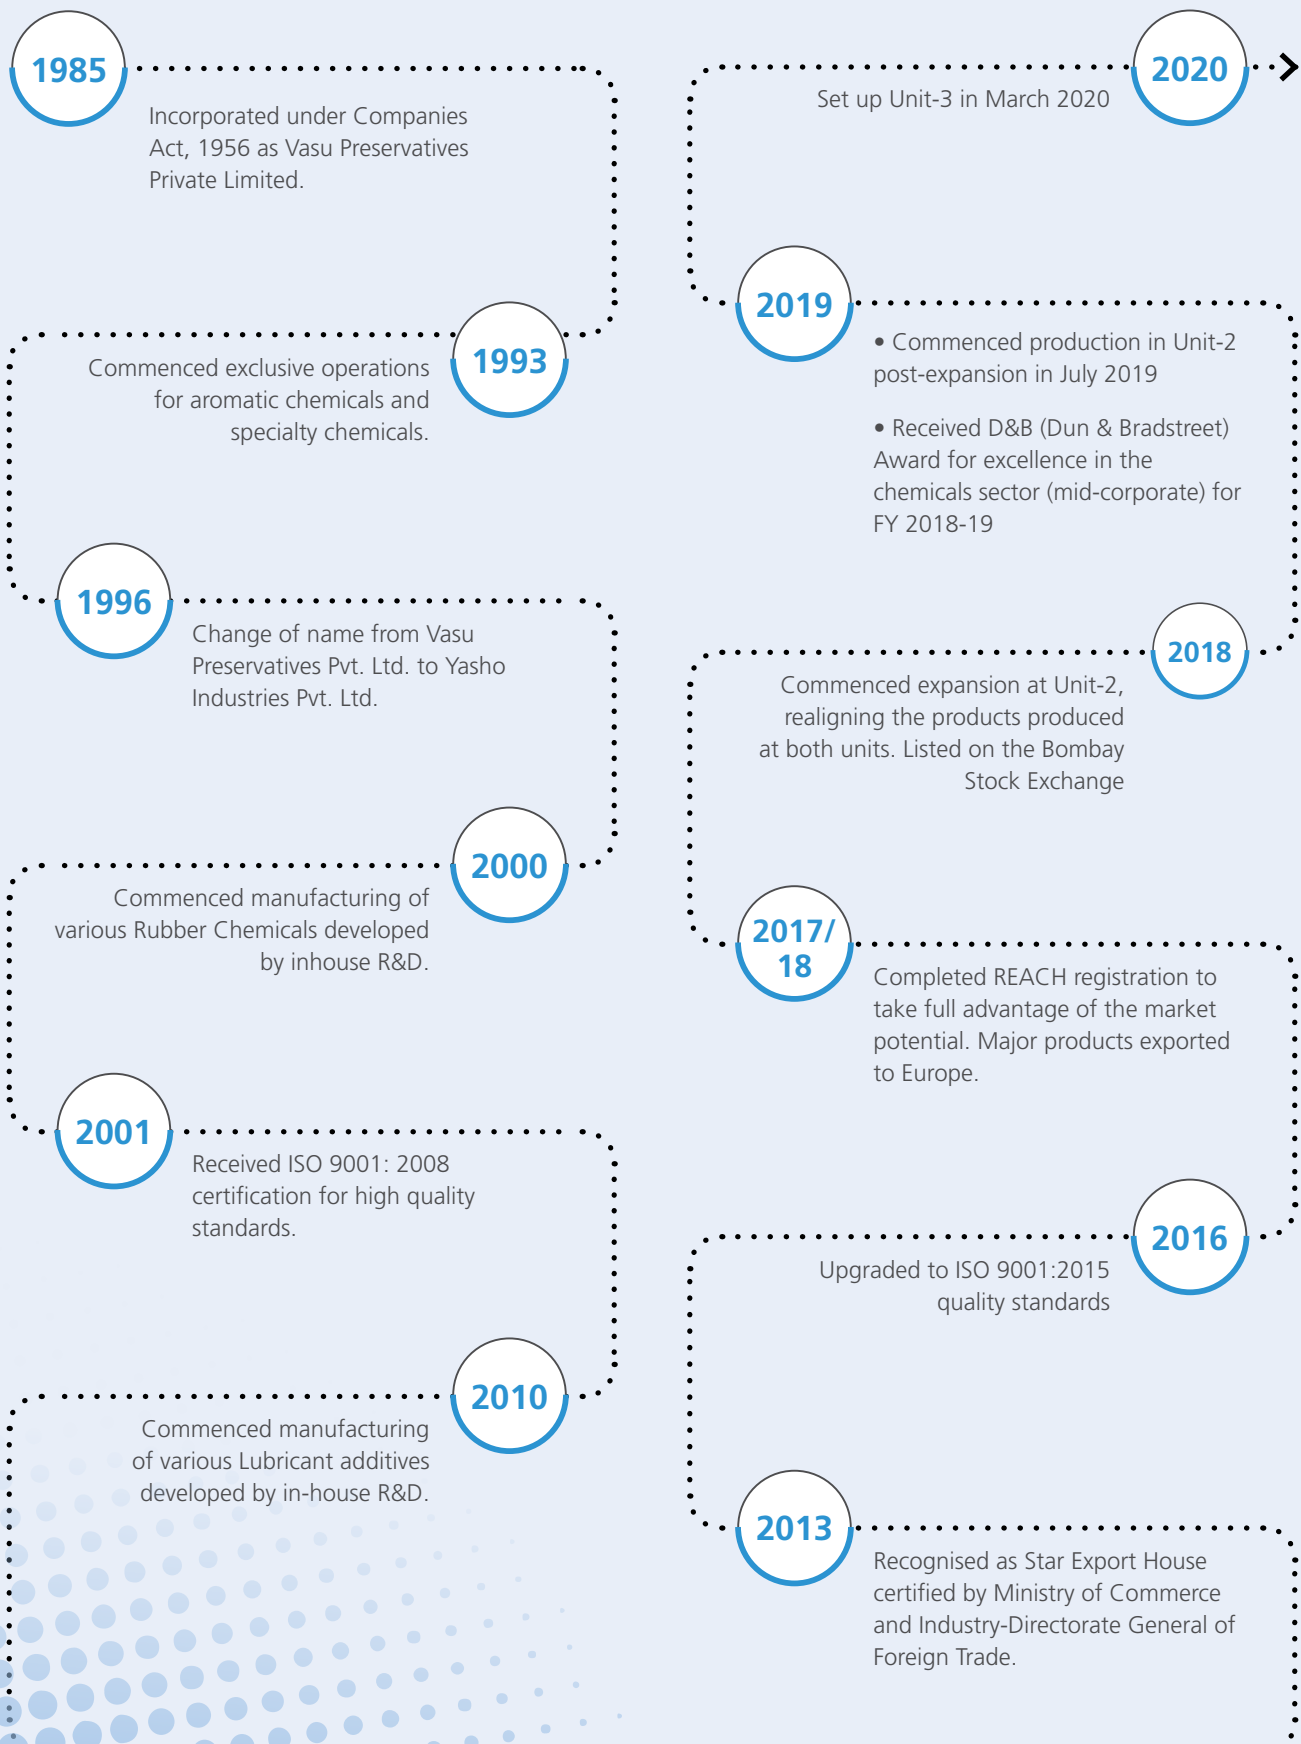 1985
Incorporated under Companies
Act, 1956 as Vasu Preservatives
Private Limited.
1993
Commenced exclusive operations
for aromatic chemicals and
specialty chemicals.
1996
Change of name from Vasu
Preservatives Pvt. Ltd. to Yasho
Industries Pvt. Ltd.
2000
Commenced manufacturing of
various Rubber Chemicals developed
by inhouse R&D.
2001
Received ISO 9001: 2008
certification for high quality
standards.
2010
Commenced manufacturing
of various Lubricant additives
developed by in-house R&D.
2013
Recognised as Star Export House
certified by Ministry of Commerce
and Industry-Directorate General of
Foreign Trade.
2016
Upgraded to ISO 9001:2015
quality standards
2017/
18
Completed REACH registration to
take full advantage of the market
potential. Major products exported
to Europe.
2018
Commenced expansion at Unit-2,
realigning the products produced
at both units. Listed on the Bombay
Stock Exchange
2019
• Commenced production in Unit-2
post-expansion in July 2019
• Received D&B (Dun & Bradstreet)
Award for excellence in the
chemicals sector (mid-corporate) for
FY 2018-19
2020
Set up Unit-3 in March 2020